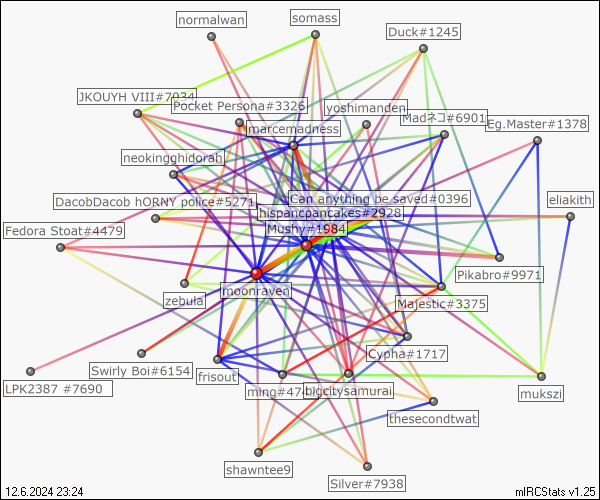 normalwan
somass
Duck#1245
JKOUYH VIII#7034
Pocket Persona#3326
yoshimanden
Madネコ#6901
Eg.Master#1378
marcemadness
neokingghidorah
DacobDacob hORNY police#5271
Can anything be saved#0396
eliakith
hispancpancakes#2928
Fedora Stoat#4479
Mushy#1984
Pikabro#9971
moonraven
zebula
Majestic#3375
Cypha#1717
Swirly Boi#6154
frisout
LPK2387 #7690
bigcitysamurai
mukszi
thesecondtwat
shawntee9
Silver#7938
12.6.2024 23:24
mIRCStats v1.25